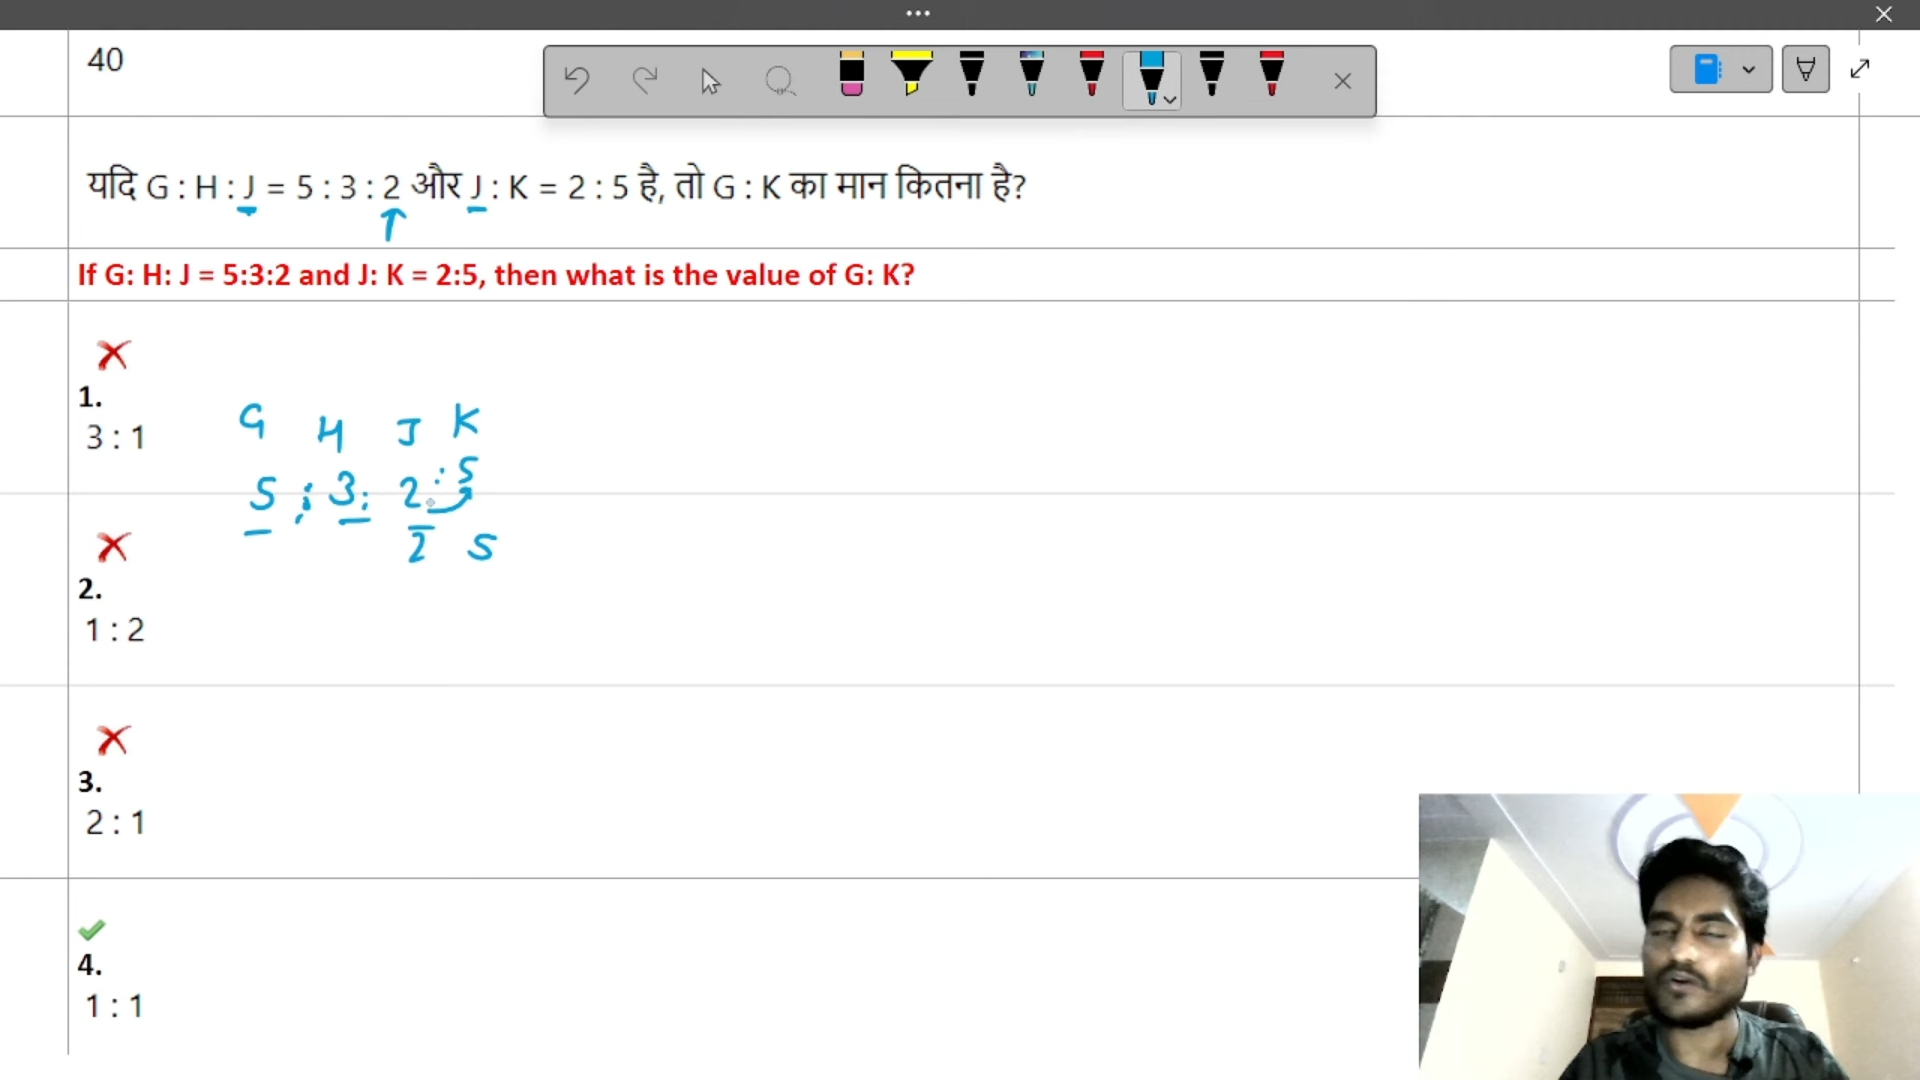 40
यदि G : H : J = 5 : 3 : 2 और J : K = 2 : 5 है, तो G : K का मान कितना है?
If G: H: J = 5:3:2 and J: K = 2:5, then what is the value of G: K?
1.
3 : 1
G H J K
5 : 3 : 2 : 5
2 5
2.
1 : 2
3.
2 : 1
4.
1 : 1